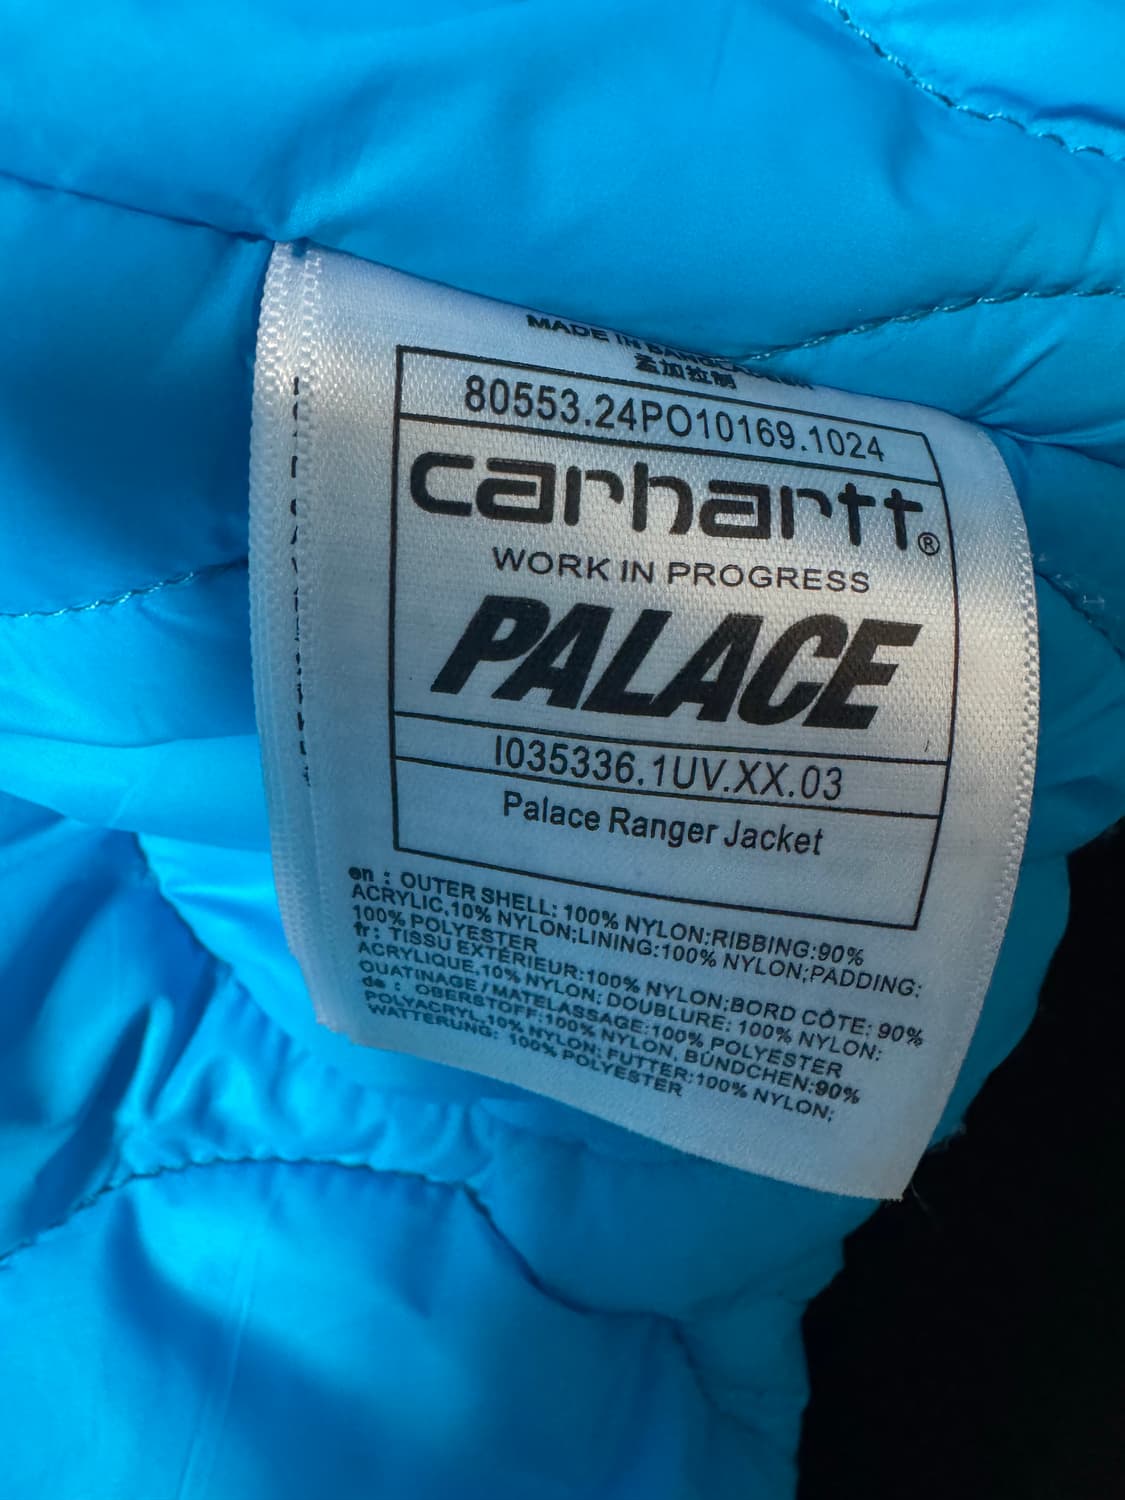 MADE IN BANGLADESH
孟加拉制
80553.24PO10169.1024
carhartt®
WORK IN PROGRESS
PALACE
I035336.1UV.XX.03
Palace Ranger Jacket
en : OUTER SHELL: 100% NYLON;RIBBING:90%
ACRYLIC,10% NYLON;LINING:100% NYLON;PADDING:
100% POLYESTER
fr : TISSU EXTÉRIEUR:100% NYLON;BORD CÔTE: 90%
ACRYLIQUE,10% NYLON; DOUBLURE: 100% NYLON;
OUATINAGE / MATELASSAGE:100% POLYESTER
de : OBERSTOFF:100% NYLON, BÜNDCHEN:90%
POLYACRYL,10% NYLON; FUTTER:100% NYLON;
WATTERUNG: 100% POLYESTER